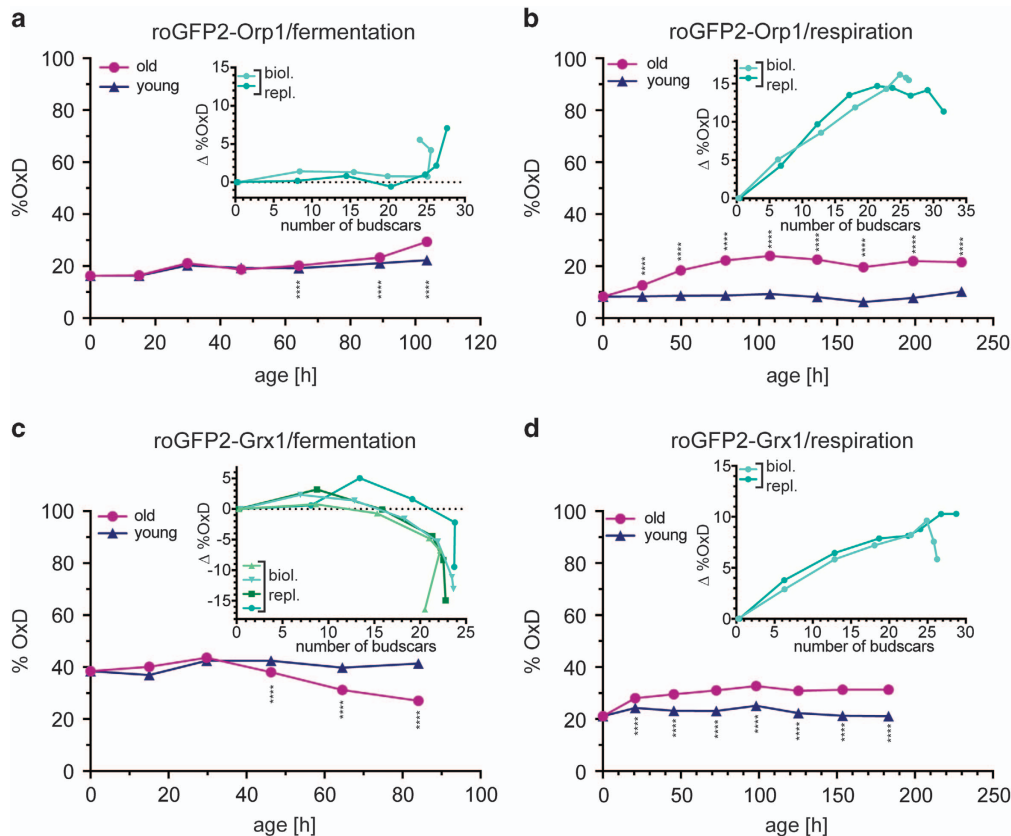 a
roGFP2-Orp1/fermentation
old
young
biol.
repl.
Δ %OxD
15
10
5
0
0 5 10 15 20 25 30
number of budscars
%OxD
100
80
60
40
20
0
**** **** ****
0 20 40 60 80 100 120
age [h]
b
roGFP2-Orp1/respiration
old
young
biol.
repl.
Δ %OxD
15
10
5
0
0 5 10 15 20 25 30 35
number of budscars
%OxD
100
80
60
40
20
0
**** **** **** **** **** **** **** ****
0 50 100 150 200 250
age [h]
c
roGFP2-Grx1/fermentation
old
young
Δ %OxD
5
0
-5
-10
-15
biol.
repl.
0 5 10 15 20 25
number of budscars
% OxD
100
80
60
40
20
0
**** **** ****
0 20 40 60 80 100
age [h]
d
roGFP2-Grx1/respiration
old
young
biol.
repl.
Δ %OxD
15
10
5
0
0 5 10 15 20 25 30
number of budscars
% OxD
100
80
60
40
20
0
**** **** **** **** **** **** ****
0 50 100 150 200 250
age [h]